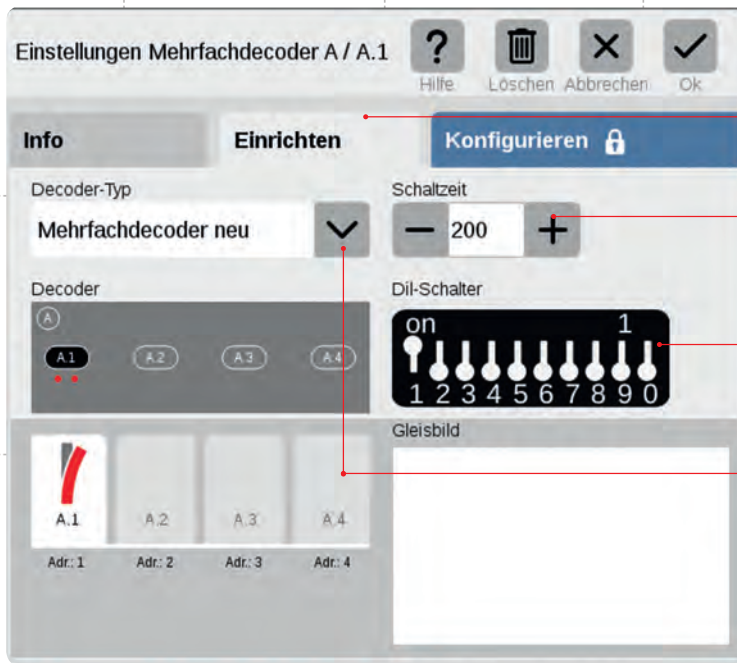 Einstellungen Mehrfachdecoder A / A.1
?
Hilfe Löschen Abbrechen Ok
Info Einrichten Konfigurieren
Decoder-Typ Schaltzeit
Mehrfachdecoder neu 200
Decoder Dil-Schalter
A
A.1 A.2 A.3 A.4
on 1
1 2 3 4 5 6 7 8 9 0
Gleisbild
A.1 A.2 A.3 A.4
Adr.: 1 Adr.: 2 Adr.: 3 Adr.: 4